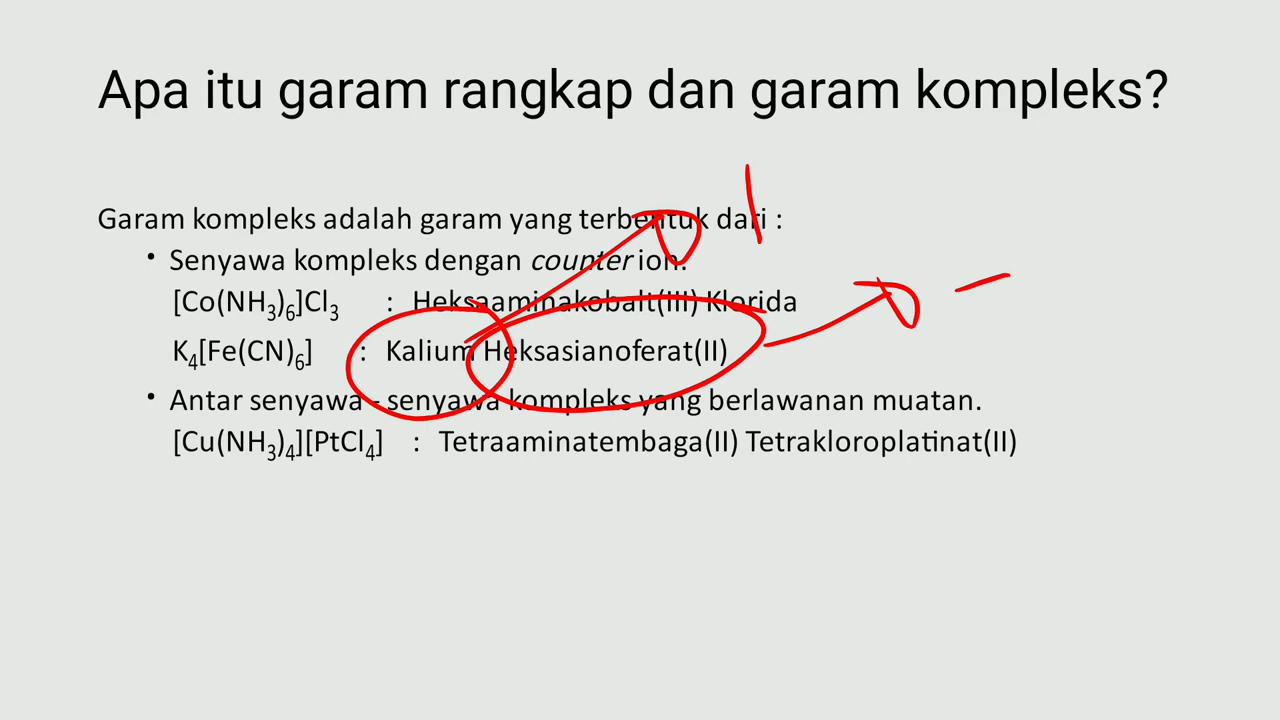 Apa itu garam rangkap dan garam kompleks?
Garam kompleks adalah garam yang terbentuk dari :
• Senyawa kompleks dengan counter ion.
[Co(NH₃)₆]Cl₃ : Heksaaminakobalt(III) Klorida
K₄[Fe(CN)₆] : Kalium Heksasianoferat(II)
• Antar senyawa - senyawa kompleks yang berlawanan muatan.
[Cu(NH₃)₄][PtCl₄] : Tetraaminatembaga(II) Tetrakloroplatinat(II)